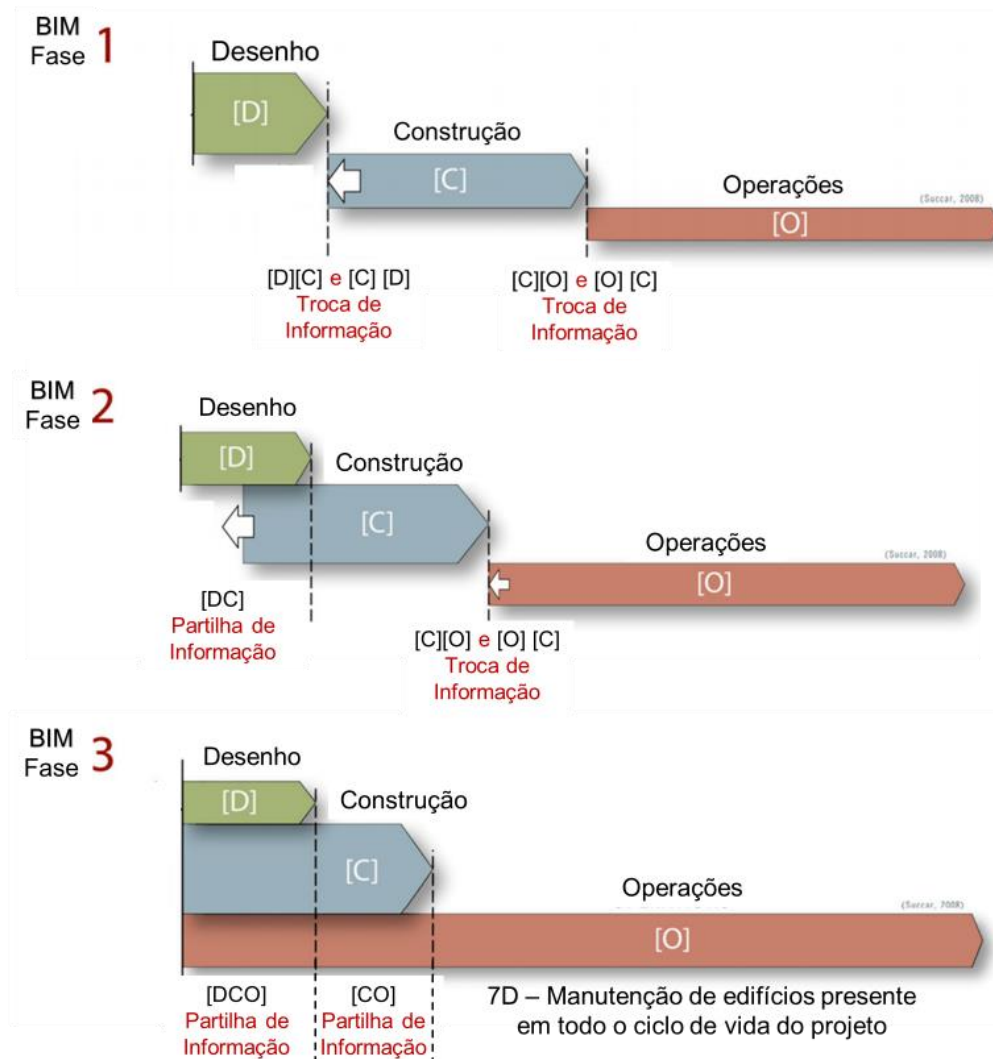 BIM
Fase 1
Desenho
[D]
Construção
[C]
Operações
(Succar, 2008)
[O]
[D][C] e [C] [D]
Troca de
Informação
[C][O] e [O] [C]
Troca de
Informação
BIM
Fase 2
Desenho
[D]
Construção
[C]
Operações
(Succar, 2008)
[O]
[DC]
Partilha de
Informação
[C][O] e [O] [C]
Troca de
Informação
BIM
Fase 3
Desenho
[D]
Construção
[C]
Operações
(Succar, 2008)
[O]
[DCO]
Partilha de
Informação
[CO]
Partilha de
Informação
7D – Manutenção de edifícios presente
em todo o ciclo de vida do projeto